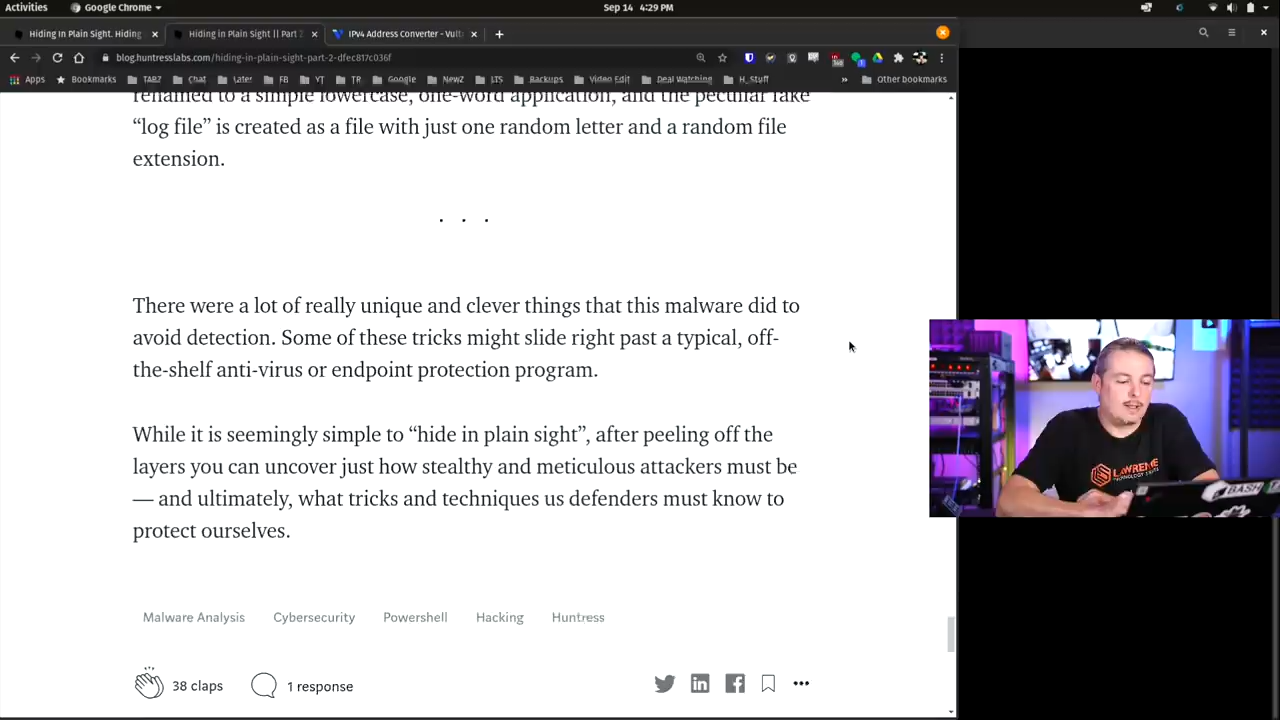 Activities
Google Chrome
Sep 14 4:29 PM
Hiding In Plain Sight. Hiding
Hiding in Plain Sight || Part 2
IPv4 Address Converter - Vult
blog.huntresslabs.com/hiding-in-plain-sight-part-2-dfec817c036f
Apps
Bookmarks
TABZ
Chat
Later
FB
YT
TR
Google
NewZ
LTS
Backups
Video Edit
Deal Watching
H_Stuff
»
Other bookmarks
renamed to a simple lowercase, one-word application, and the peculiar fake
“log file” is created as a file with just one random letter and a random file
extension.
. . .
There were a lot of really unique and clever things that this malware did to
avoid detection. Some of these tricks might slide right past a typical, off-
the-shelf anti-virus or endpoint protection program.
While it is seemingly simple to “hide in plain sight”, after peeling off the
layers you can uncover just how stealthy and meticulous attackers must be
— and ultimately, what tricks and techniques us defenders must know to
protect ourselves.
Malware Analysis
Cybersecurity
Powershell
Hacking
Huntress
38 claps
1 response
LAWRENCE
BASH